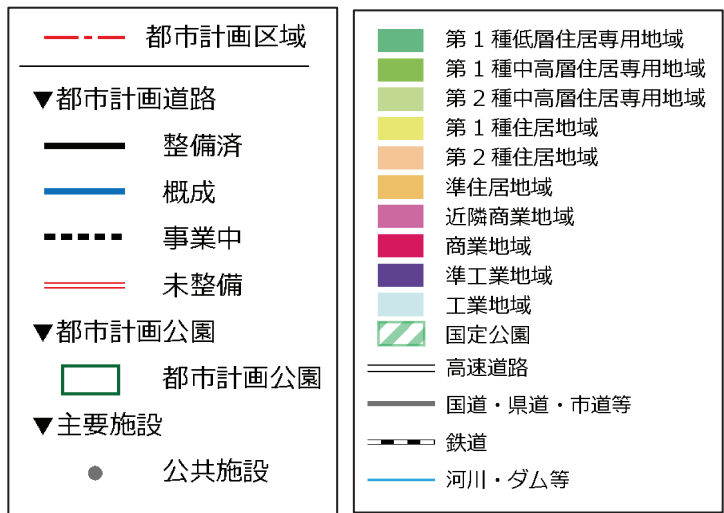 都市計画区域
▼都市計画道路
整備済
概成
事業中
未整備
▼都市計画公園
都市計画公園
▼主要施設
公共施設
第1種低層住居専用地域
第1種中高層住居専用地域
第2種中高層住居専用地域
第1種住居地域
第2種住居地域
準住居地域
近隣商業地域
商業地域
準工業地域
工業地域
国定公園
高速道路
国道・県道・市道等
鉄道
河川・ダム等